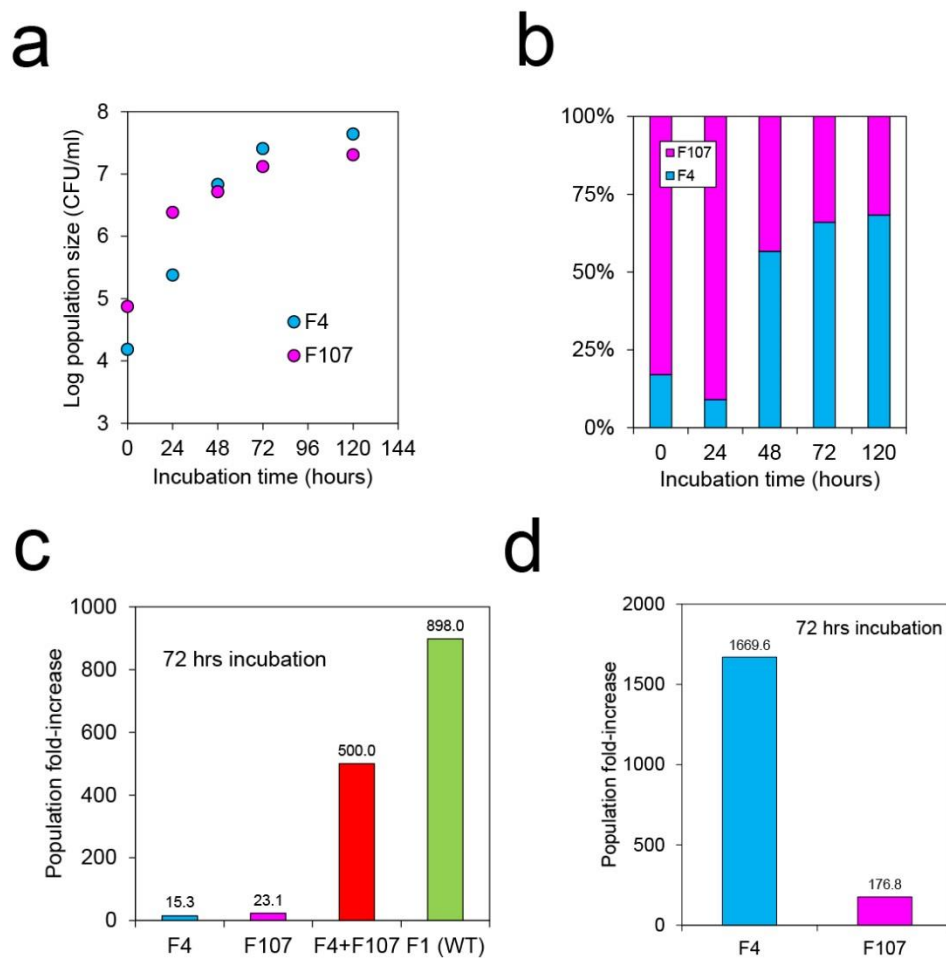 a
8
7
6
5
4
3
Log population size (CFU/ml)
F4
F107
0 24 48 72 96 120 144
Incubation time (hours)
b
100%
75%
50%
25%
0%
F107
F4
0 24 48 72 120
Incubation time (hours)
c
1000
800
600
400
200
0
Population fold-increase
72 hrs incubation
15.3
23.1
500.0
898.0
F4 F107 F4+F107 F1 (WT)
d
2000
1500
1000
500
0
Population fold-increase
72 hrs incubation
1669.6
176.8
F4 F107